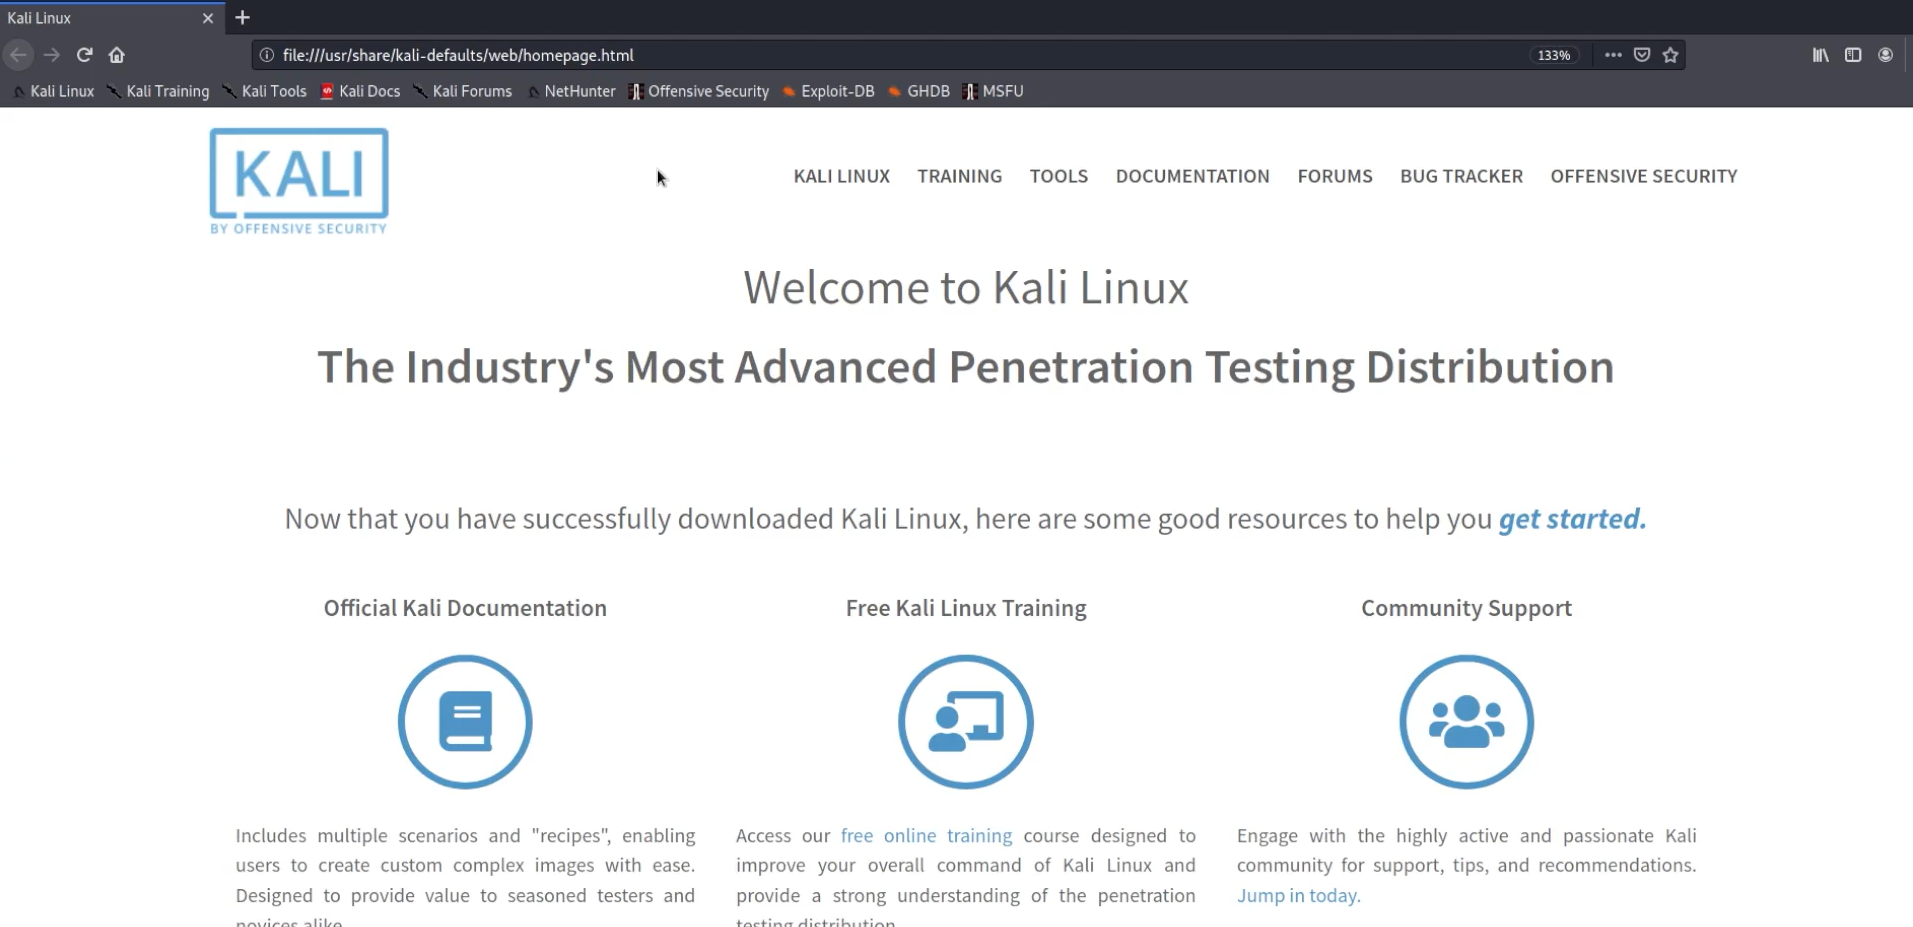 Kali Linux
file:///usr/share/kali-defaults/web/homepage.html 133%
Kali Linux Kali Training Kali Tools Kali Docs Kali Forums NetHunter Offensive Security Exploit-DB GHDB MSFU
KALI
BY OFFENSIVE SECURITY
KALI LINUX TRAINING TOOLS DOCUMENTATION FORUMS BUG TRACKER OFFENSIVE SECURITY
Welcome to Kali Linux
The Industry's Most Advanced Penetration Testing Distribution
Now that you have successfully downloaded Kali Linux, here are some good resources to help you get started.
Official Kali Documentation
Includes multiple scenarios and "recipes", enabling
users to create custom complex images with ease.
Designed to provide value to seasoned testers and
novices alike.
Free Kali Linux Training
Access our free online training course designed to
improve your overall command of Kali Linux and
provide a strong understanding of the penetration
testing distribution.
Community Support
Engage with the highly active and passionate Kali
community for support, tips, and recommendations.
Jump in today.